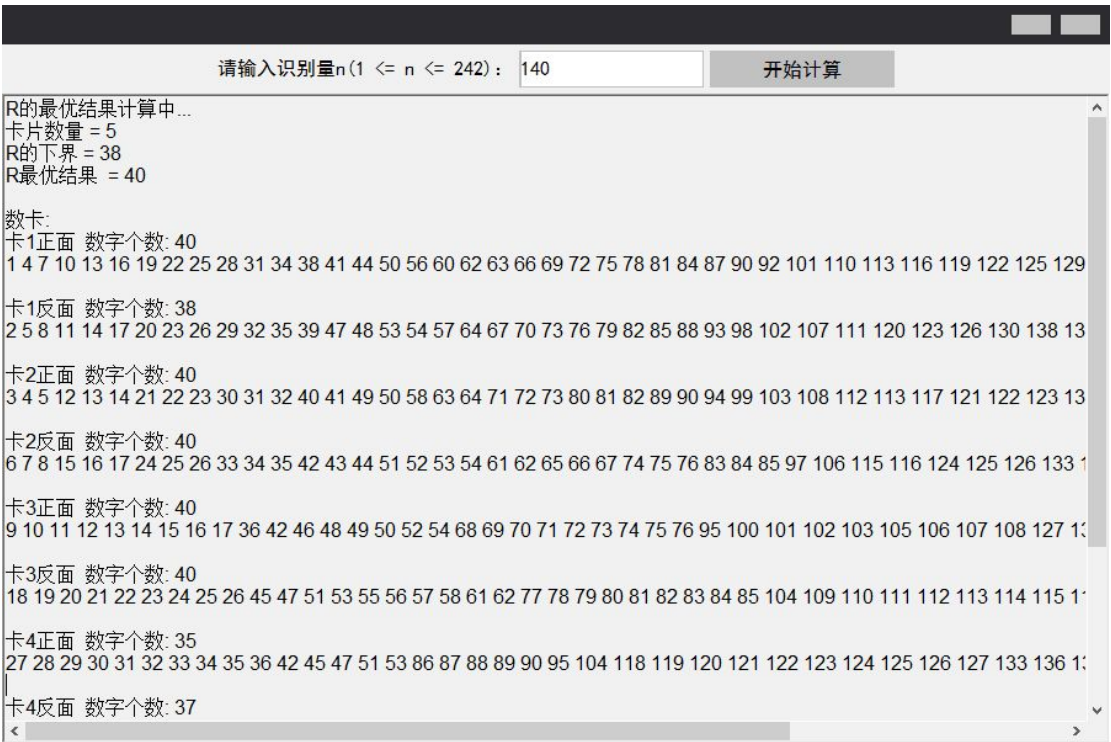 请输入识别量n(1 <= n <= 242)： 140 开始计算
R的最优结果计算中...
卡片数量 = 5
R的下界 = 38
R最优结果 = 40
数卡:
卡1正面 数字个数: 40
1 4 7 10 13 16 19 22 25 28 31 34 38 41 44 50 56 60 62 63 66 69 72 75 78 81 84 87 90 92 101 110 113 116 119 122 125 129
卡1反面 数字个数: 38
2 5 8 11 14 17 20 23 26 29 32 35 39 47 48 53 54 57 64 67 70 73 76 79 82 85 88 93 98 102 107 111 120 123 126 130 138 13
卡2正面 数字个数: 40
3 4 5 12 13 14 21 22 23 30 31 32 40 41 49 50 58 63 64 71 72 73 80 81 82 89 90 94 99 103 108 112 113 117 121 122 123 13
卡2反面 数字个数: 40
6 7 8 15 16 17 24 25 26 33 34 35 42 43 44 51 52 53 54 61 62 65 66 67 74 75 76 83 84 85 97 106 115 116 124 125 126 133
卡3正面 数字个数: 40
9 10 11 12 13 14 15 16 17 36 42 46 48 49 50 52 54 68 69 70 71 72 73 74 75 76 95 100 101 102 103 105 106 107 108 127
卡3反面 数字个数: 40
18 19 20 21 22 23 24 25 26 45 47 51 53 55 56 57 58 61 62 77 78 79 80 81 82 83 84 85 104 109 110 111 112 113 114 115
卡4正面 数字个数: 35
27 28 29 30 31 32 33 34 35 36 42 45 47 51 53 86 87 88 89 90 95 104 118 119 120 121 122 123 124 125 126 127 133 136
卡4反面 数字个数: 37